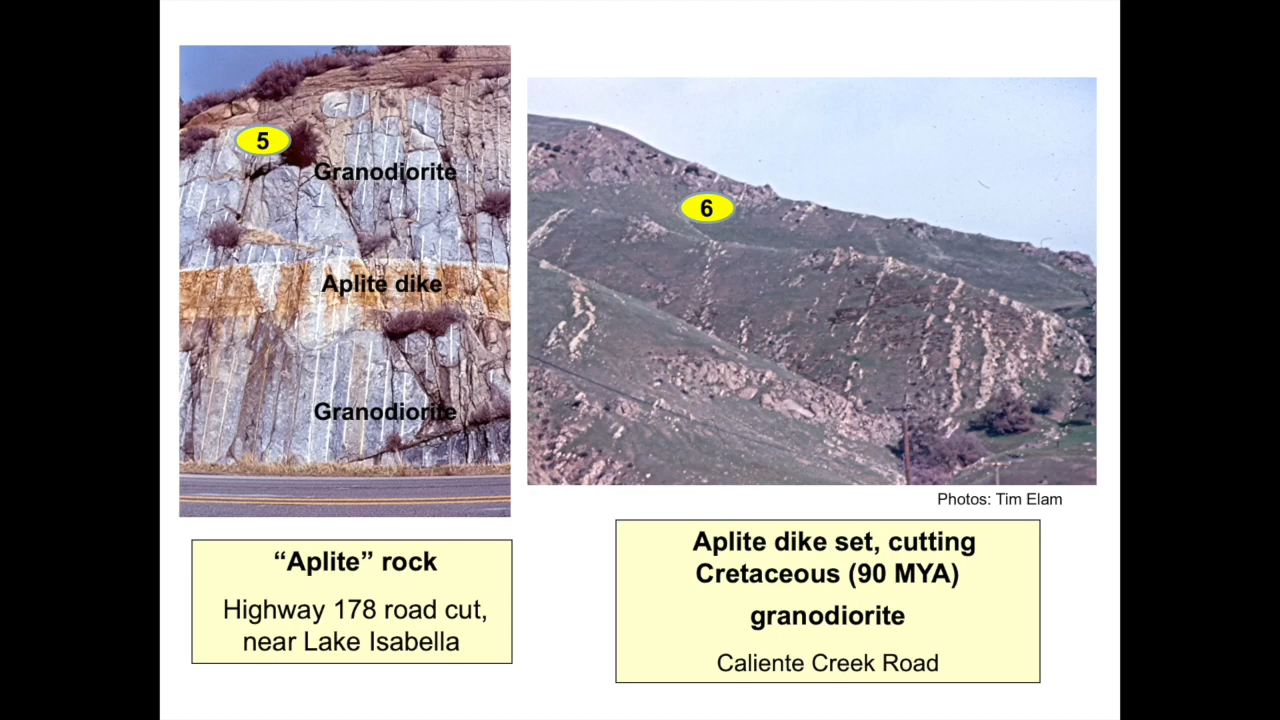 5
Granodiorite
Aplite dike
Granodiorite
“Aplite” rock
Highway 178 road cut,
near Lake Isabella
6
Photos: Tim Elam
Aplite dike set, cutting
Cretaceous (90 MYA)
granodiorite
Caliente Creek Road